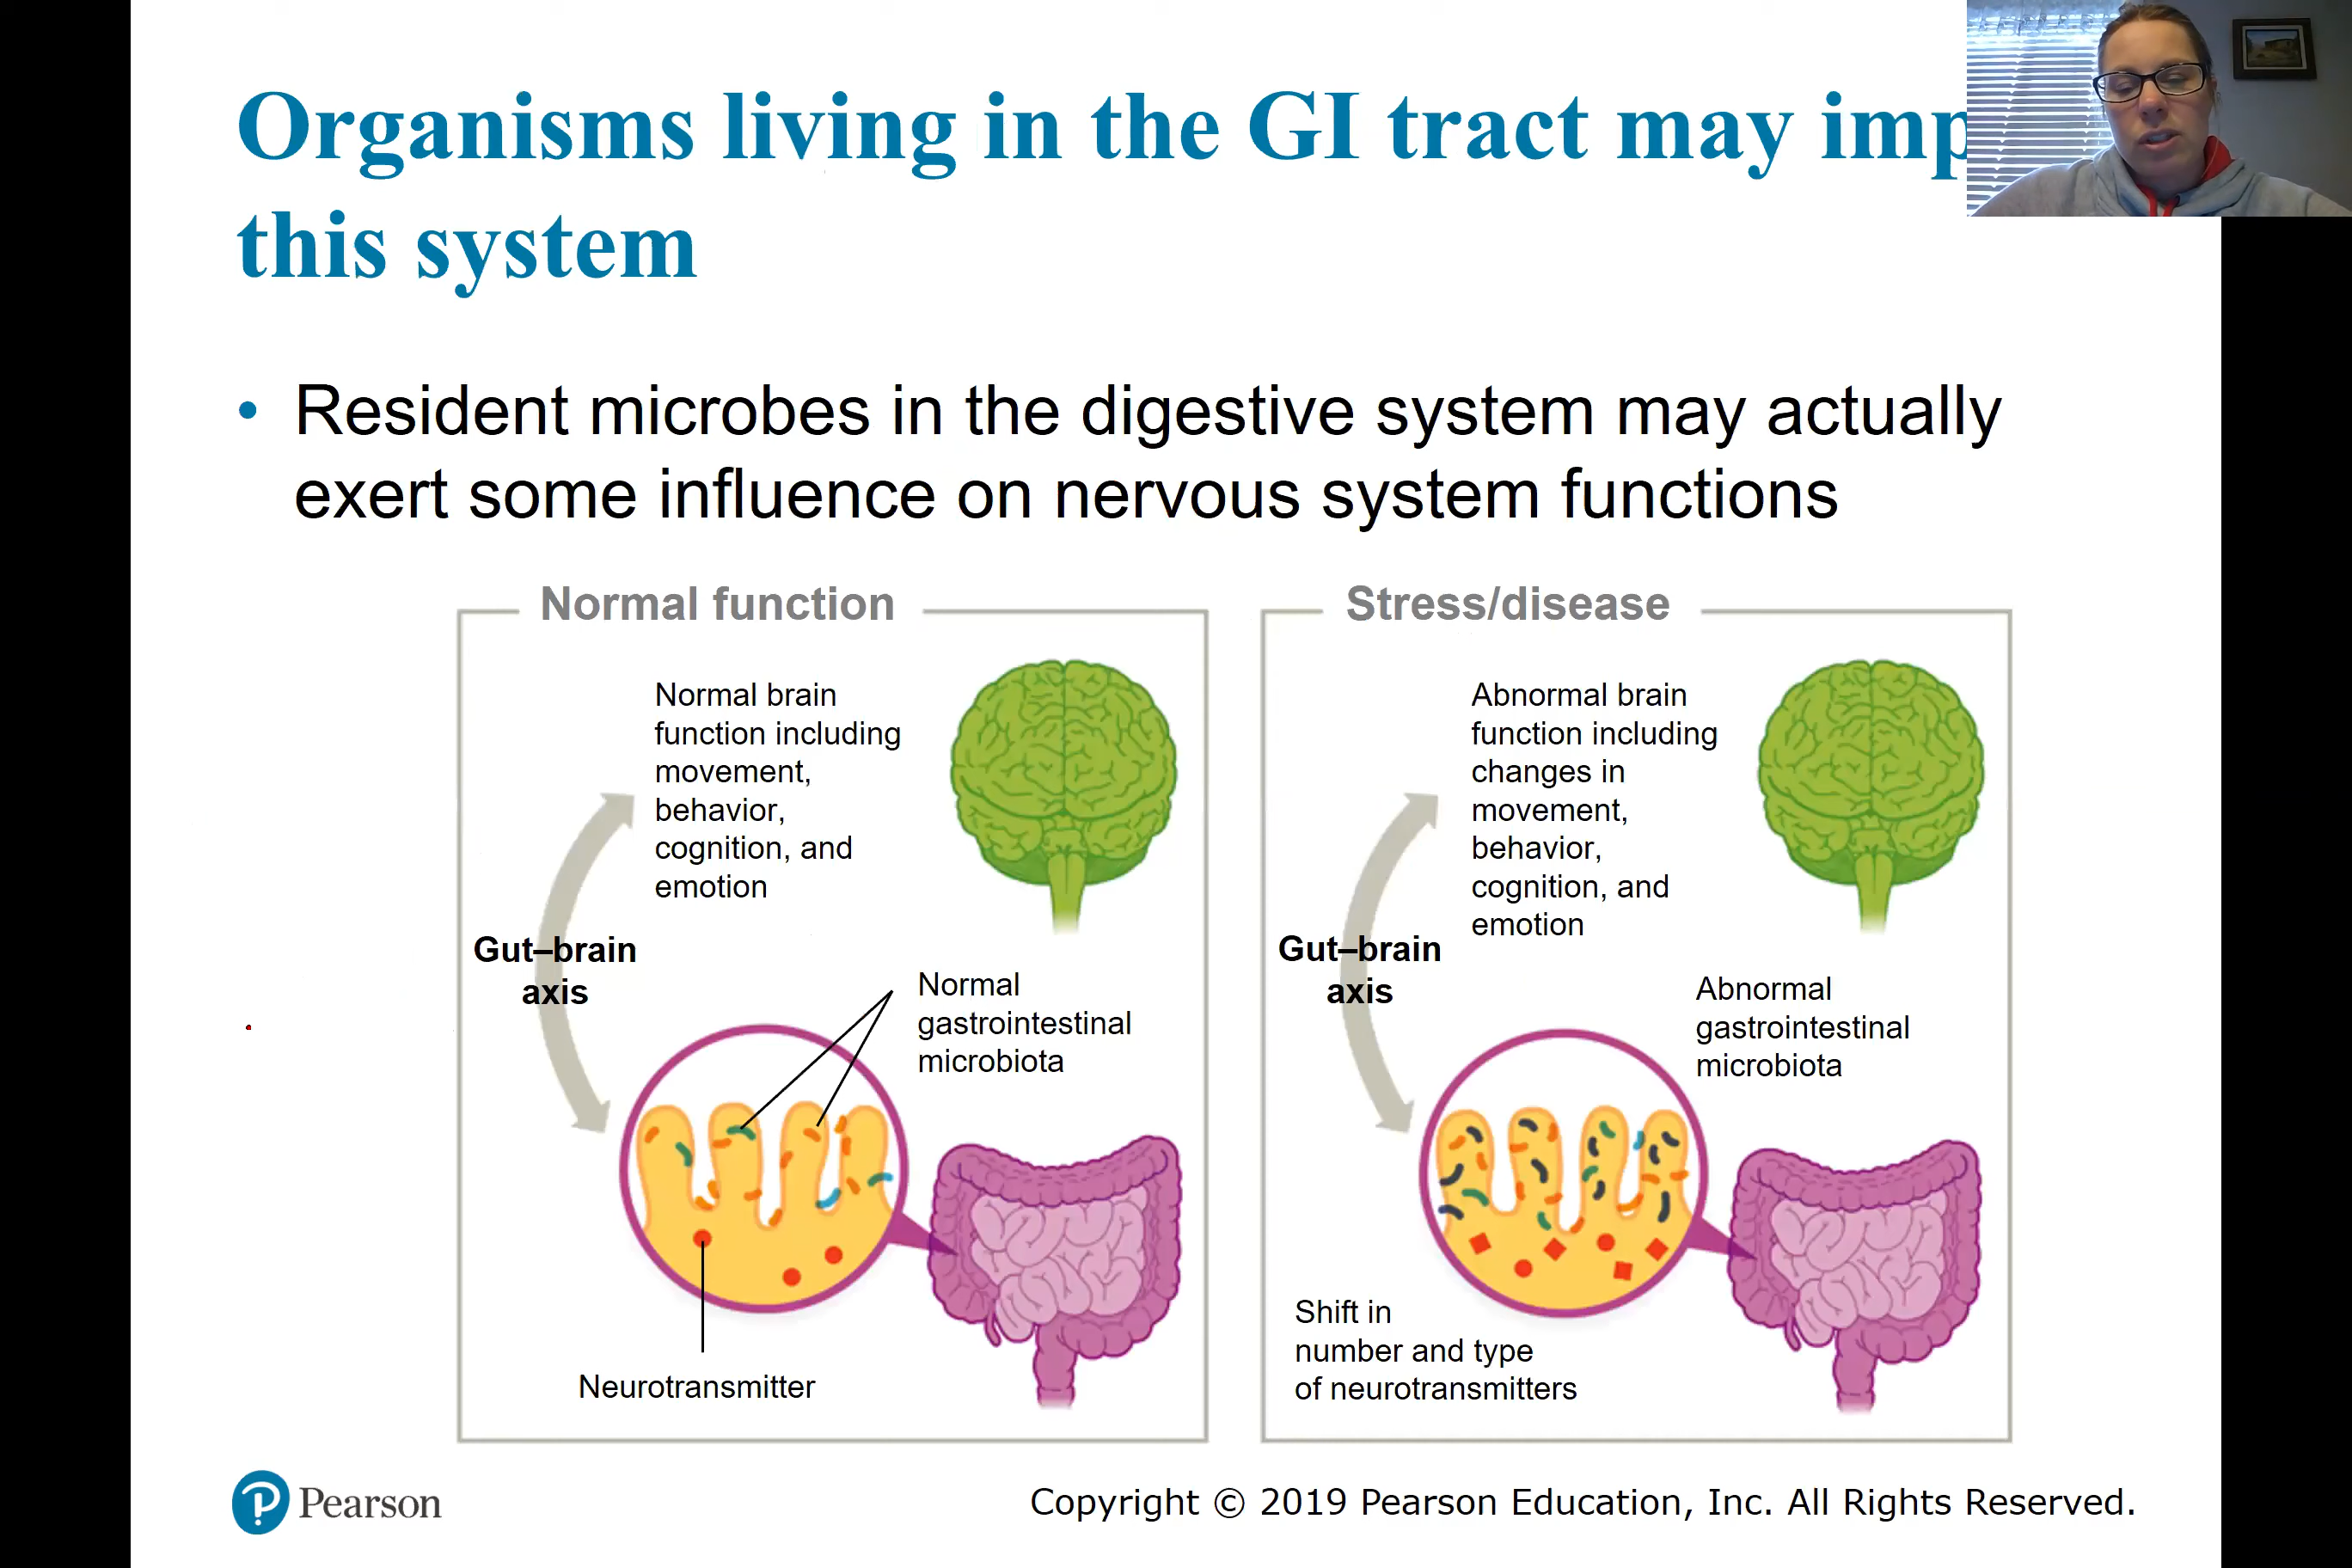 Organisms living in the GI tract may imp
this system
• Resident microbes in the digestive system may actually
exert some influence on nervous system functions
Normal function
Normal brain
function including
movement,
behavior,
cognition, and
emotion
Gut–brain
axis
Normal
gastrointestinal
microbiota
Neurotransmitter
Stress/disease
Abnormal brain
function including
changes in
movement,
behavior,
cognition, and
emotion
Gut–brain
axis
Abnormal
gastrointestinal
microbiota
Shift in
number and type
of neurotransmitters
Pearson
Copyright © 2019 Pearson Education, Inc. All Rights Reserved.